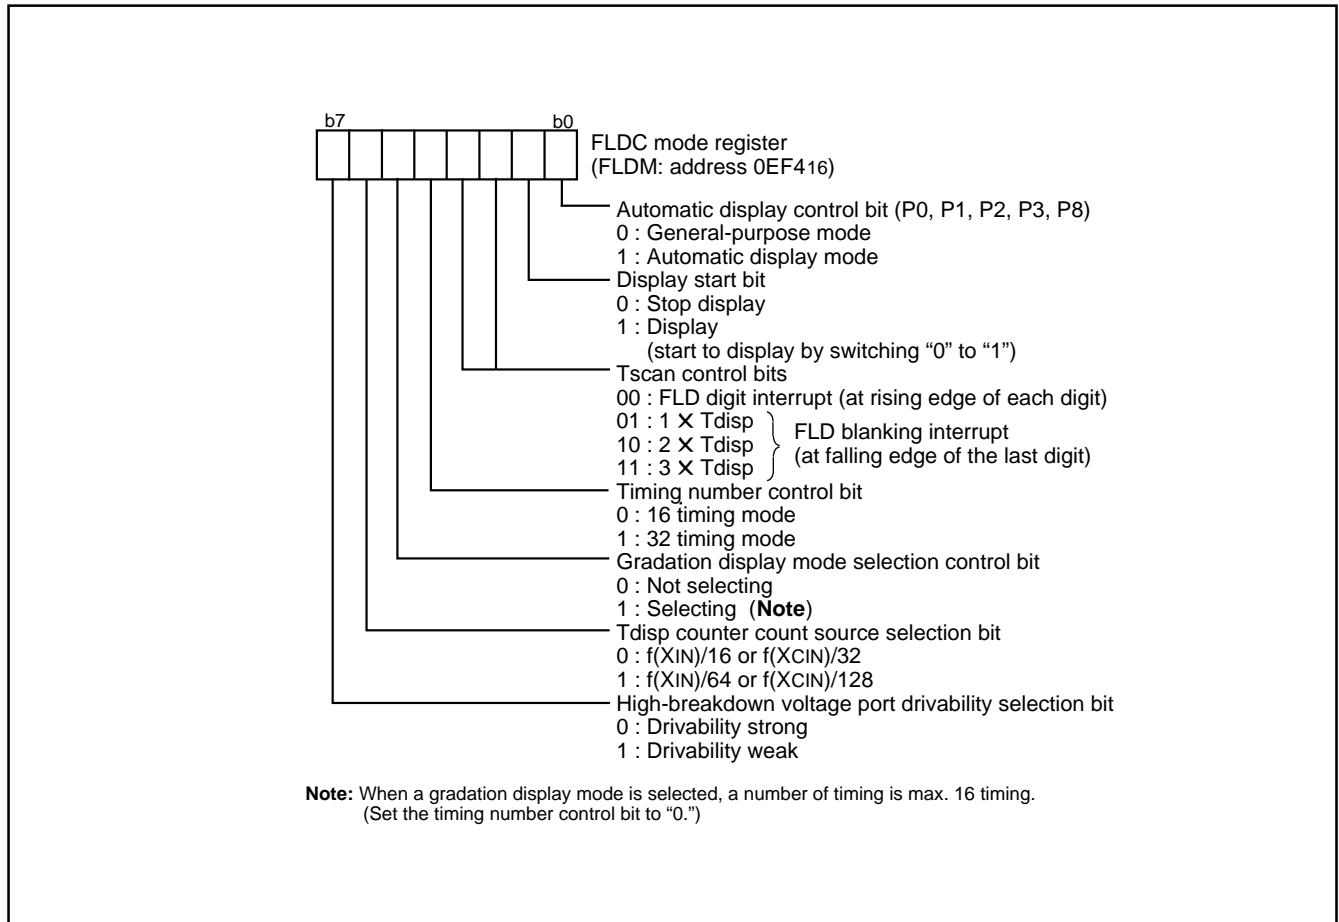 b7 b0
FLDC mode register
(FLDM: address 0EF416)
Automatic display control bit (P0, P1, P2, P3, P8)
0 : General-purpose mode
1 : Automatic display mode
Display start bit
0 : Stop display
1 : Display
(start to display by switching “0” to “1”)
Tscan control bits
00 : FLD digit interrupt (at rising edge of each digit)
01 : 1 ✕ Tdisp
10 : 2 ✕ Tdisp
11 : 3 ✕ Tdisp
FLD blanking interrupt
(at falling edge of the last digit)
Timing number control bit
0 : 16 timing mode
1 : 32 timing mode
Gradation display mode selection control bit
0 : Not selecting
1 : Selecting (Note)
Tdisp counter count source selection bit
0 : f(XIN)/16 or f(XCIN)/32
1 : f(XIN)/64 or f(XCIN)/128
High-breakdown voltage port drivability selection bit
0 : Drivability strong
1 : Drivability weak
Note: When a gradation display mode is selected, a number of timing is max. 16 timing.
(Set the timing number control bit to “0.”)